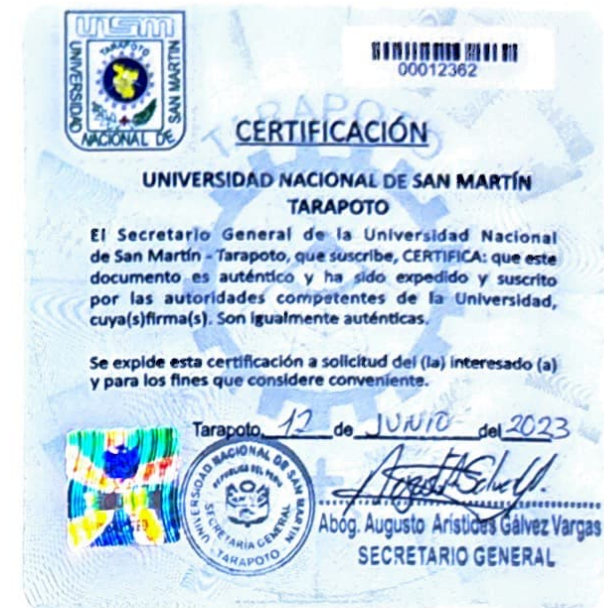 UNSM
TARAPOTO
UNIVERSIDAD NACIONAL DE SAN MARTIN
00012362
TARAPOTO
CERTIFICACIÓN
UNIVERSIDAD NACIONAL DE SAN MARTÍN
TARAPOTO
El Secretario General de la Universidad Nacional
de San Martín - Tarapoto, que suscribe, CERTIFICA: que este
documento es auténtico y ha sido expedido y suscrito
por las autoridades competentes de la Universidad,
cuya(s)firma(s). Son igualmente auténticas.
Se expide esta certificación a solicitud del (la) interesado (a)
y para los fines que considere conveniente.
Tarapoto, 12 de JUNIO del 2023
UNIVERSIDAD NACIONAL DE SAN MARTIN
REPUBLICA DEL PERU
SECRETARÍA GENERAL
- TARAPOTO -
Abog. Augusto Arístides Gálvez Vargas
SECRETARIO GENERAL